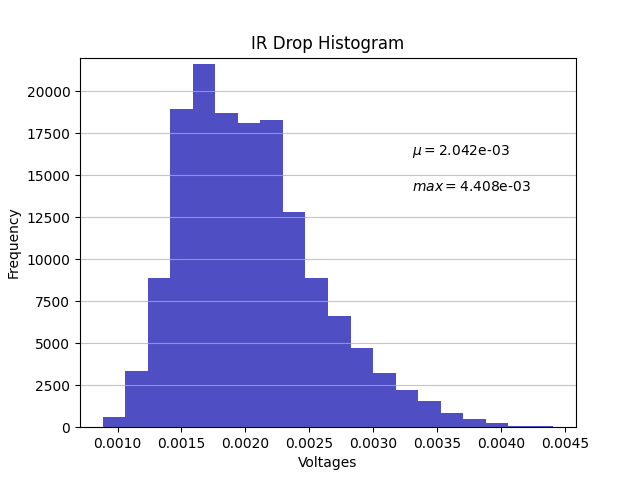 IR Drop Histogram
Frequency
20000
17500
15000
12500
10000
7500
5000
2500
0
μ = 2.042e-03
max = 4.408e-03
0.0010 0.0015 0.0020 0.0025 0.0030 0.0035 0.0040 0.0045
Voltages